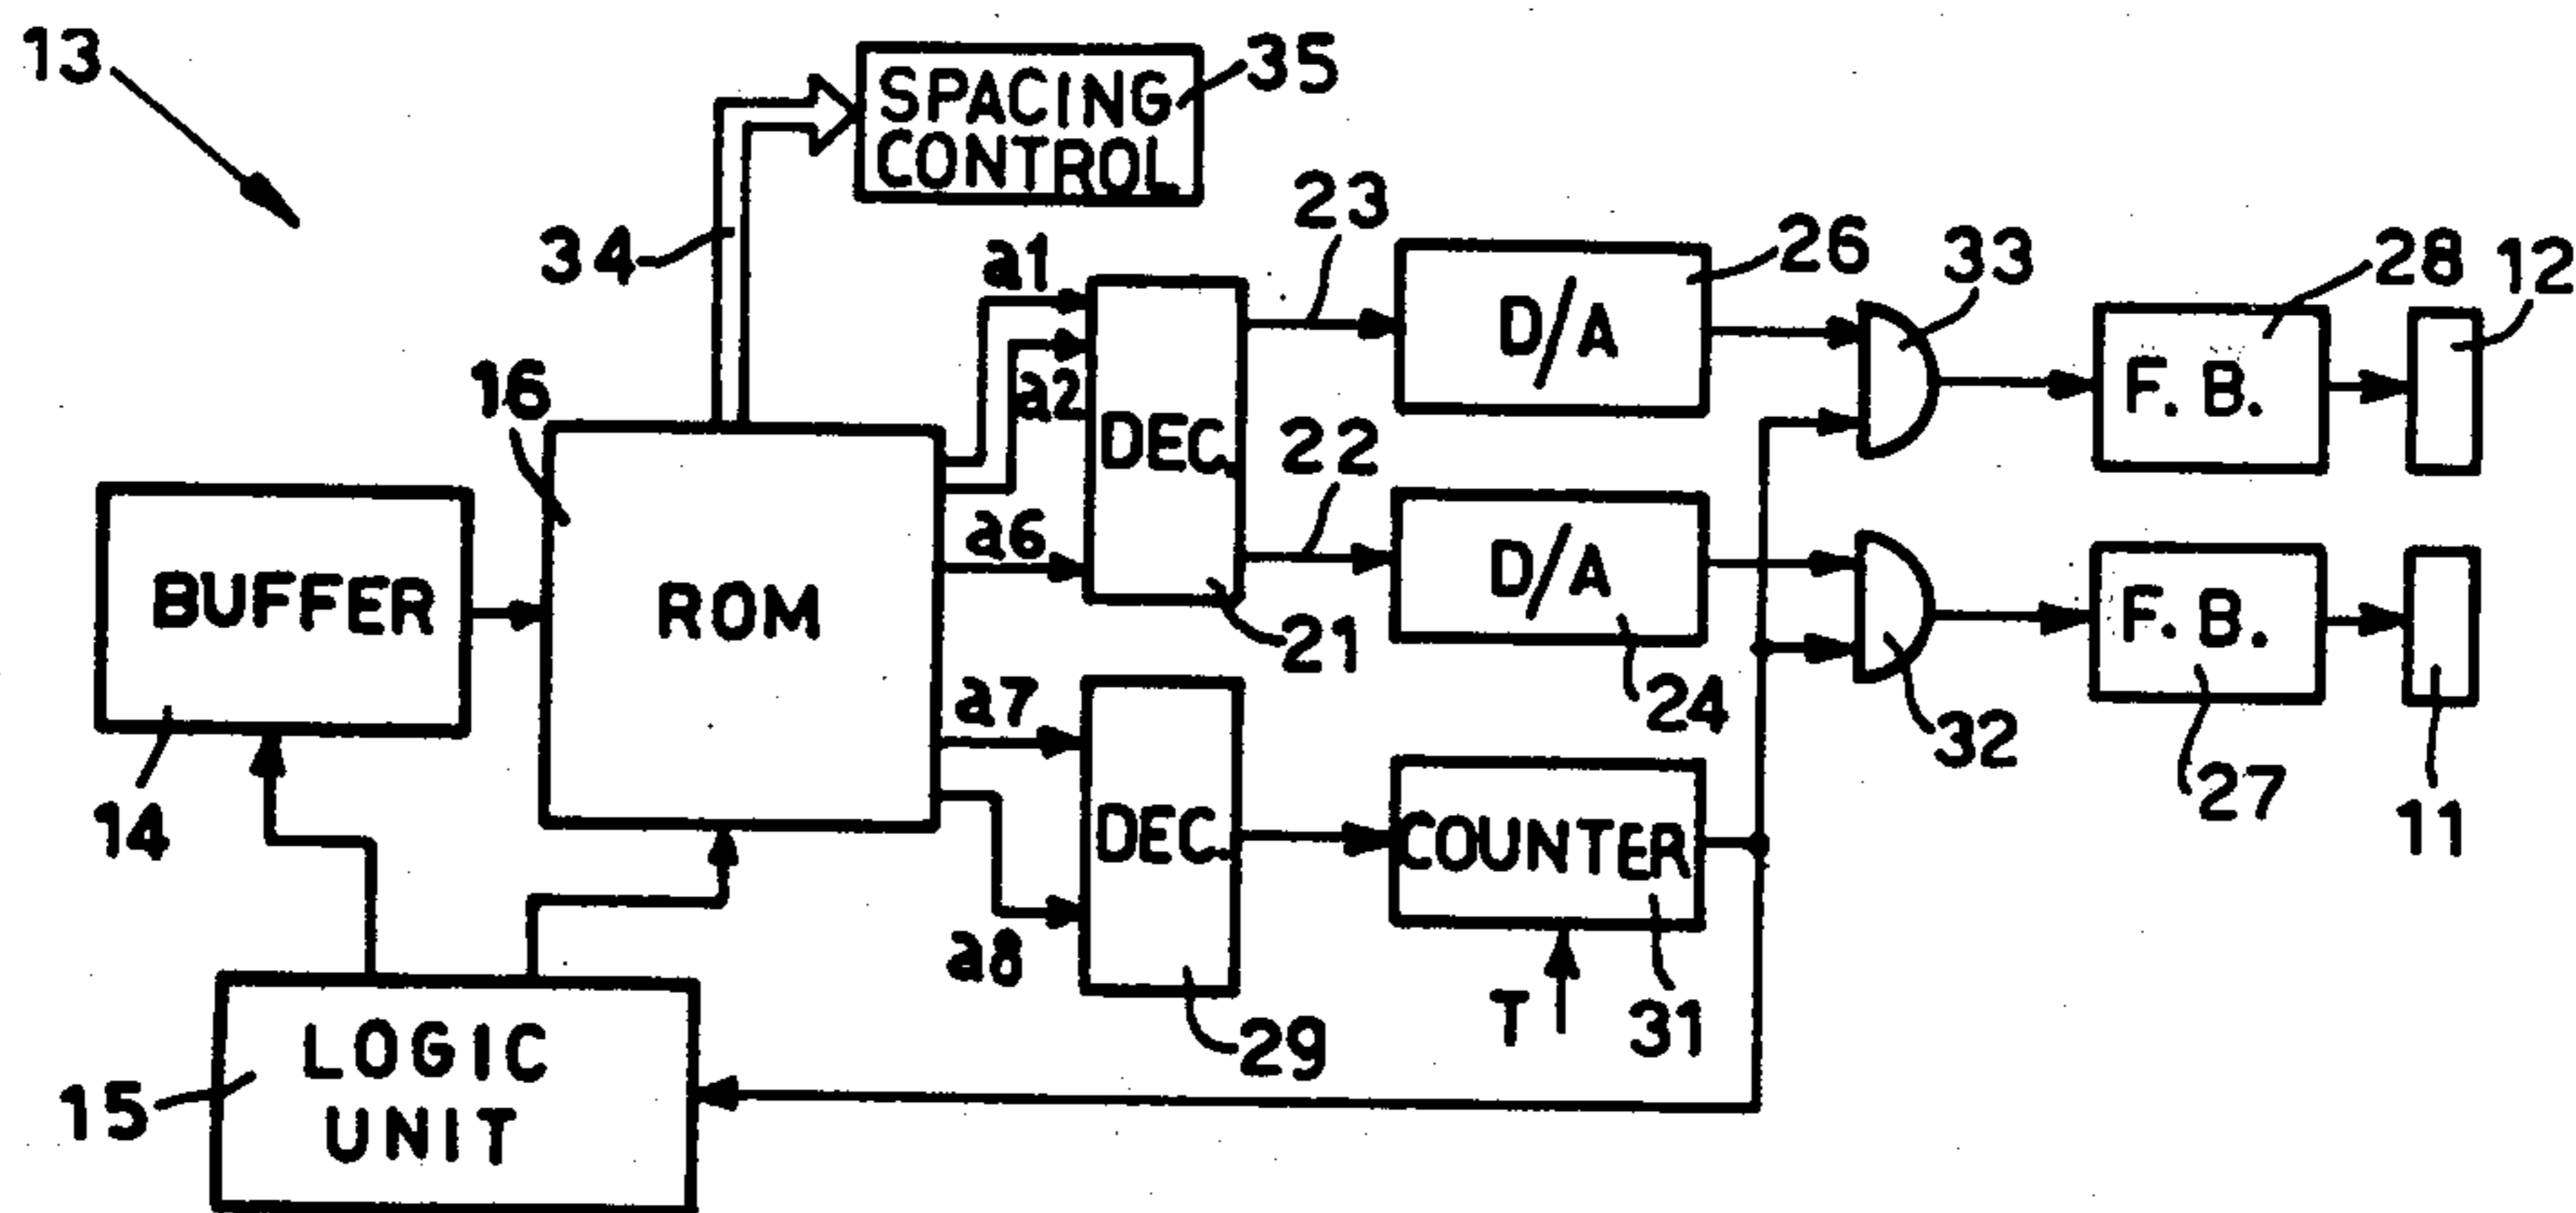 13
SPACING
CONTROL
35
34
23
26
33
28
12
a1
a2
16
DEC.
D/A
F. B.
22
a6
BUFFER
ROM
D/A
F. B.
21
24
32
27
11
a7
14
DEC.
COUNTER
a8
T
31
29
LOGIC
UNIT
15